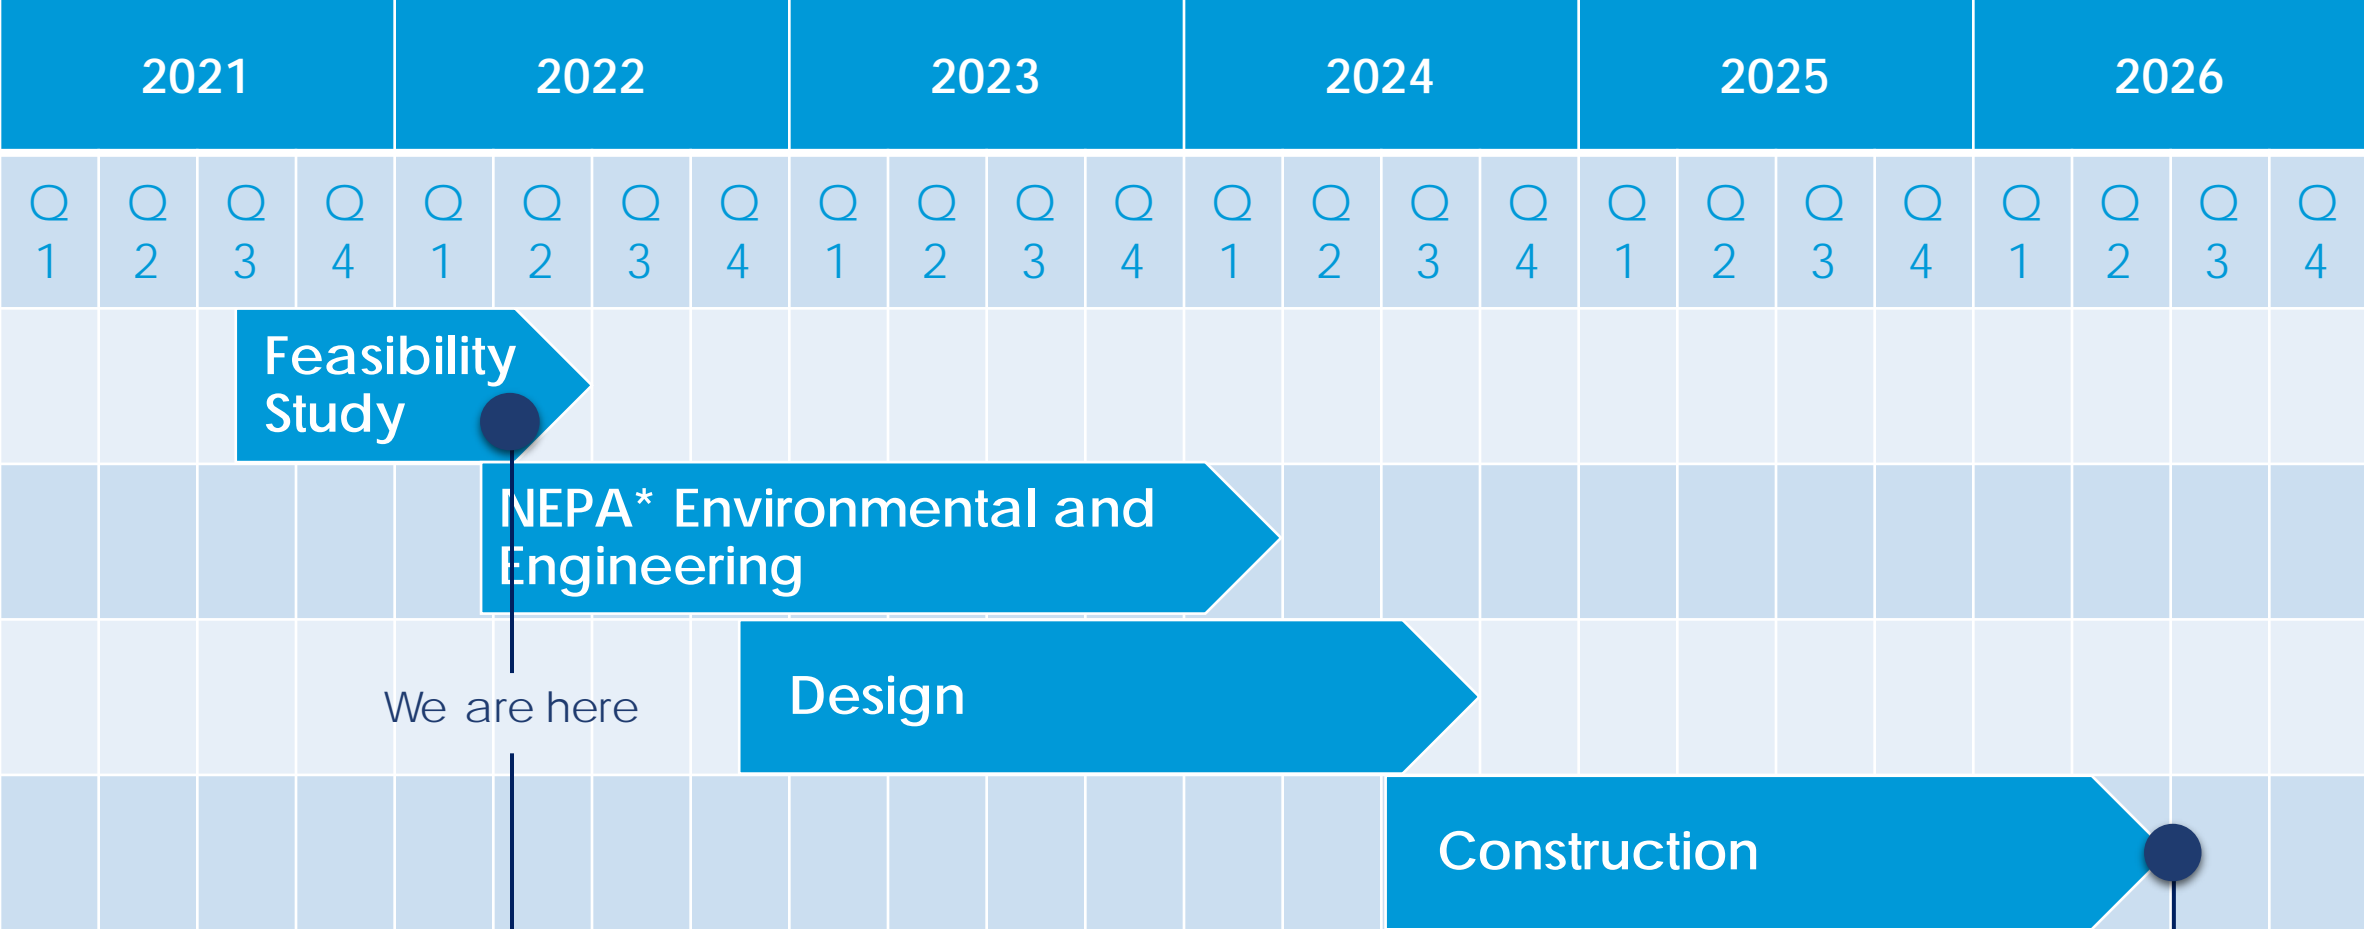 2021 2022 2023 2024 2025 2026
Q Q Q Q Q Q Q Q Q Q Q Q Q Q Q Q Q Q Q Q Q Q Q Q
1 2 3 4 1 2 3 4 1 2 3 4 1 2 3 4 1 2 3 4 1 2 3 4
Feasibility
Study
NEPA* Environmental and
Engineering
Design
We are here
Construction